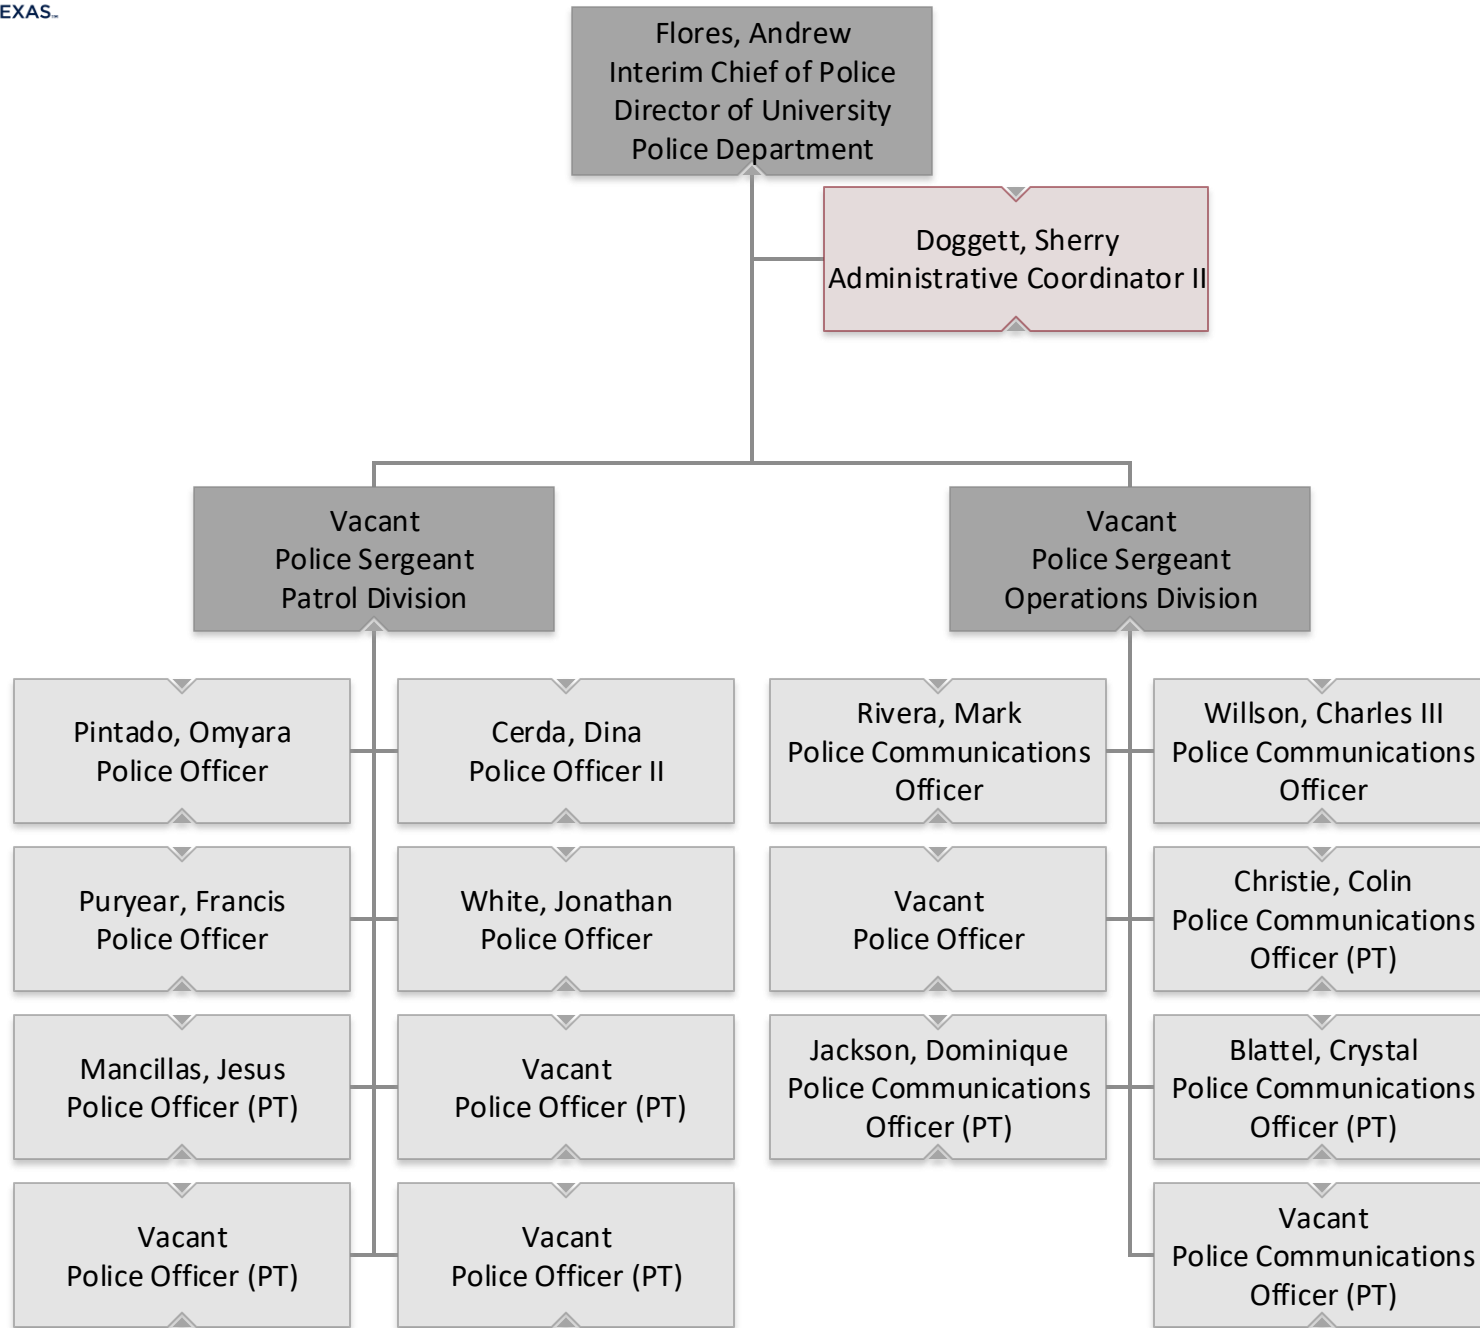 EXAS
Flores, Andrew
Interim Chief of Police
Director of University
Police Department
Doggett, Sherry
Administrative Coordinator II
Vacant
Police Sergeant
Patrol Division
Vacant
Police Sergeant
Operations Division
Pintado, Omyara
Police Officer
Cerda, Dina
Police Officer II
Rivera, Mark
Police Communications
Officer
Willson, Charles III
Police Communications
Officer
Puryear, Francis
Police Officer
White, Jonathan
Police Officer
Vacant
Police Officer
Christie, Colin
Police Communications
Officer (PT)
Mancillas, Jesus
Police Officer (PT)
Vacant
Police Officer (PT)
Jackson, Dominique
Police Communications
Officer (PT)
Blattel, Crystal
Police Communications
Officer (PT)
Vacant
Police Officer (PT)
Vacant
Police Officer (PT)
Vacant
Police Communications
Officer (PT)